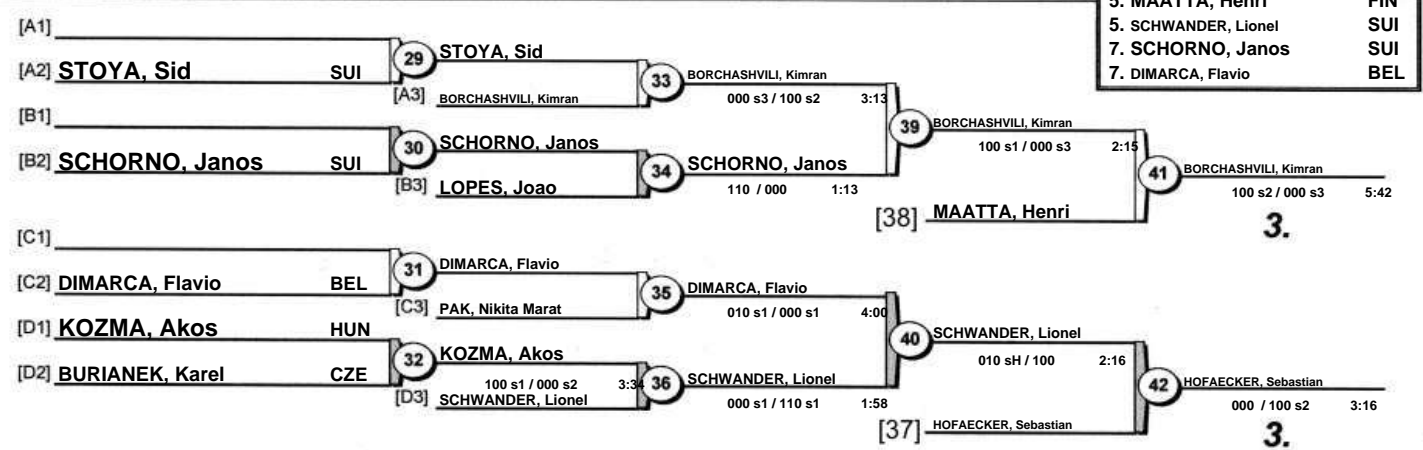 5. MAATTA, Henri FIN
5. SCHWANDER, Lionel SUI
7. SCHORNO, Janos SUI
7. DIMARCA, Flavio BEL
[A1]
[A2] STOYA, Sid SUI
29
STOYA, Sid
[A3] BORCHASHVILI, Kimran
33
BORCHASHVILI, Kimran
000 s3 / 100 s2 3:13
[B1]
[B2] SCHORNO, Janos SUI
30
SCHORNO, Janos
[B3] LOPES, Joao
34
SCHORNO, Janos
110 / 000 1:13
39
BORCHASHVILI, Kimran
100 s1 / 000 s3 2:15
[38] MAATTA, Henri
41
BORCHASHVILI, Kimran
100 s2 / 000 s3 5:42
3.
[C1]
[C2] DIMARCA, Flavio BEL
31
DIMARCA, Flavio
[C3] PAK, Nikita Marat
35
DIMARCA, Flavio
010 s1 / 000 s1 4:00
[D1] KOZMA, Akos HUN
[D2] BURIANEK, Karel CZE
32
KOZMA, Akos
100 s1 / 000 s2 3:34
[D3] SCHWANDER, Lionel
36
SCHWANDER, Lionel
000 s1 / 110 s1 1:58
40
SCHWANDER, Lionel
010 sH / 100 2:16
[37] HOFAECKER, Sebastian
42
HOFAECKER, Sebastian
000 / 100 s2 3:16
3.